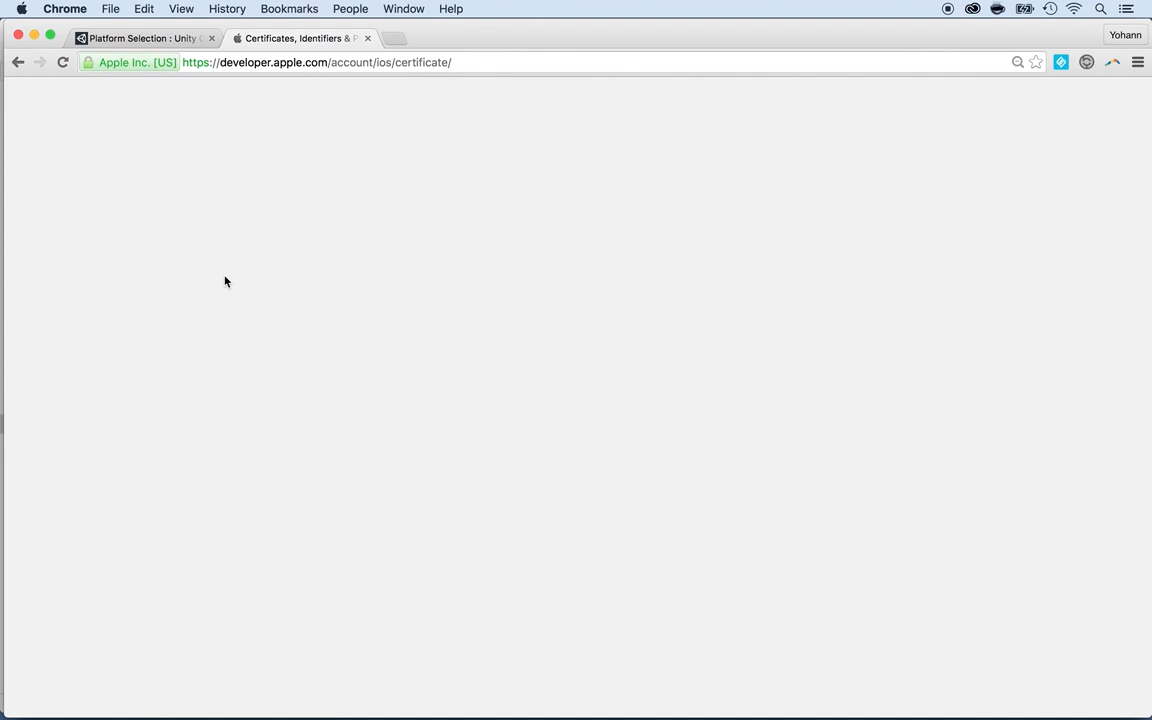 Chrome File Edit View History Bookmarks People Window Help
Platform Selection : Unity Certificates, Identifiers & P Yohann
Apple Inc. [US] https://developer.apple.com/account/ios/certificate/